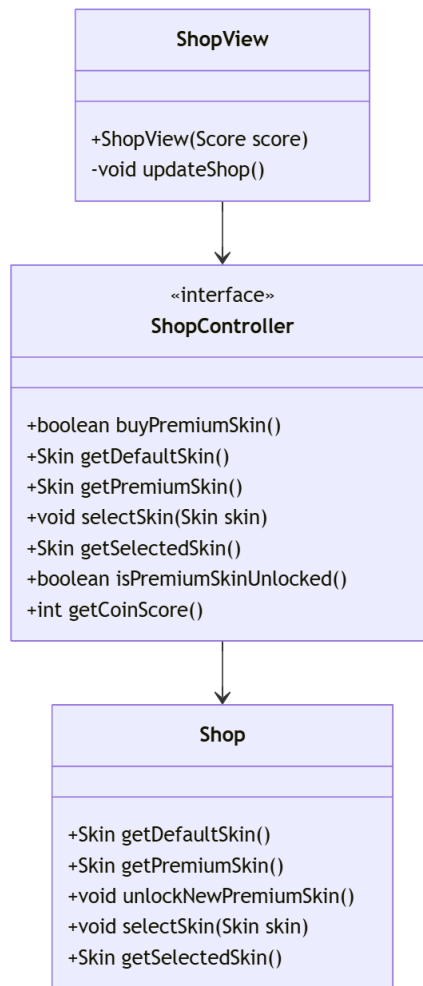 ShopView
+ShopView(Score score)
-void updateShop()
«interface»
ShopController
+boolean buyPremiumSkin()
+Skin getDefaultSkin()
+Skin getPremiumSkin()
+void selectSkin(Skin skin)
+Skin getSelectedSkin()
+boolean isPremiumSkinUnlocked()
+int getCoinScore()
Shop
+Skin getDefaultSkin()
+Skin getPremiumSkin()
+void unlockNewPremiumSkin()
+void selectSkin(Skin skin)
+Skin getSelectedSkin()